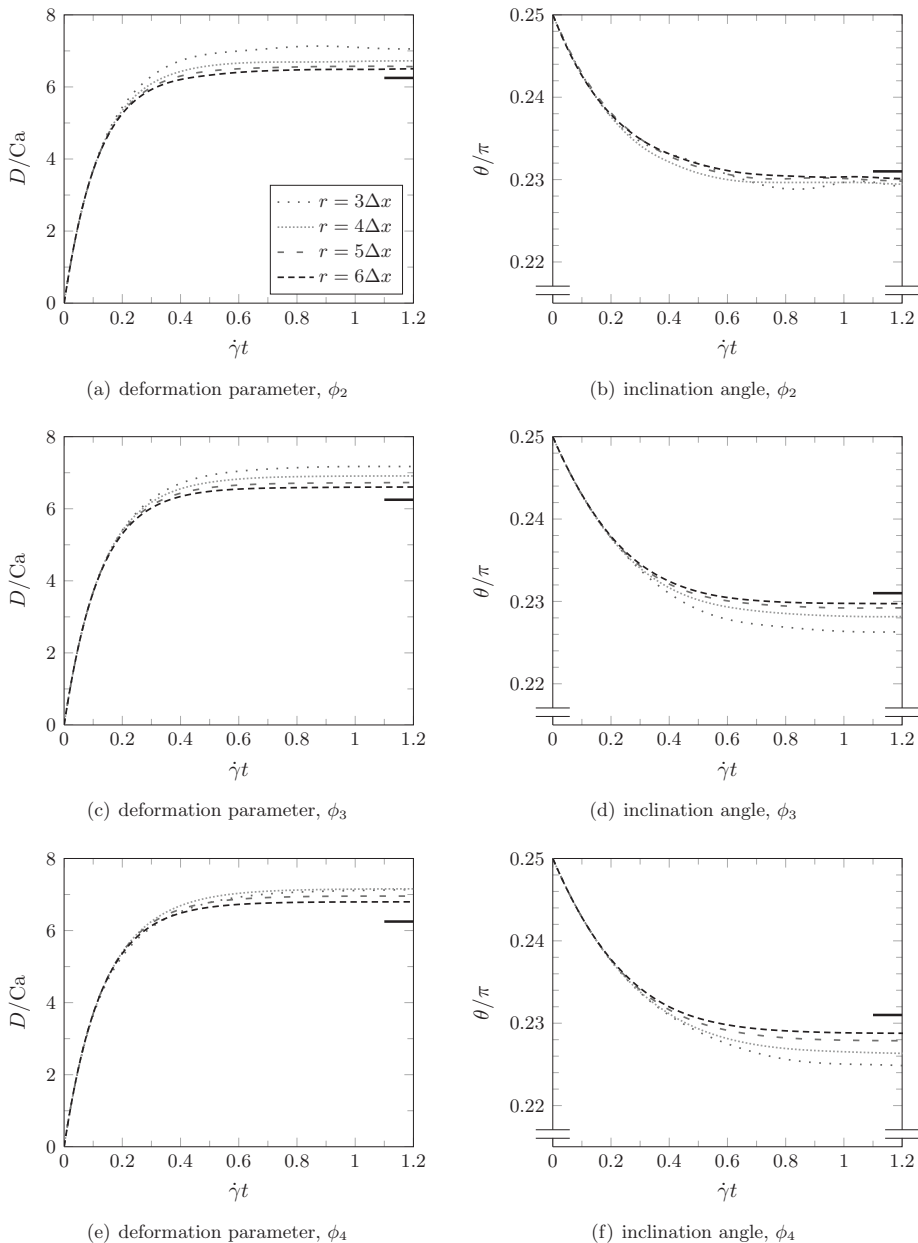 8
6
4
2
0
D/Ca
r = 3Δx
r = 4Δx
r = 5Δx
r = 6Δx
0 0.2 0.4 0.6 0.8 1 1.2
γ̇t
(a) deformation parameter, ϕ₂
0.25
0.24
0.23
0.22
θ/π
0 0.2 0.4 0.6 0.8 1 1.2
γ̇t
(b) inclination angle, ϕ₂
8
6
4
2
0
D/Ca
0 0.2 0.4 0.6 0.8 1 1.2
γ̇t
(c) deformation parameter, ϕ₃
0.25
0.24
0.23
0.22
θ/π
0 0.2 0.4 0.6 0.8 1 1.2
γ̇t
(d) inclination angle, ϕ₃
8
6
4
2
0
D/Ca
0 0.2 0.4 0.6 0.8 1 1.2
γ̇t
(e) deformation parameter, ϕ₄
0.25
0.24
0.23
0.22
θ/π
0 0.2 0.4 0.6 0.8 1 1.2
γ̇t
(f) inclination angle, ϕ₄